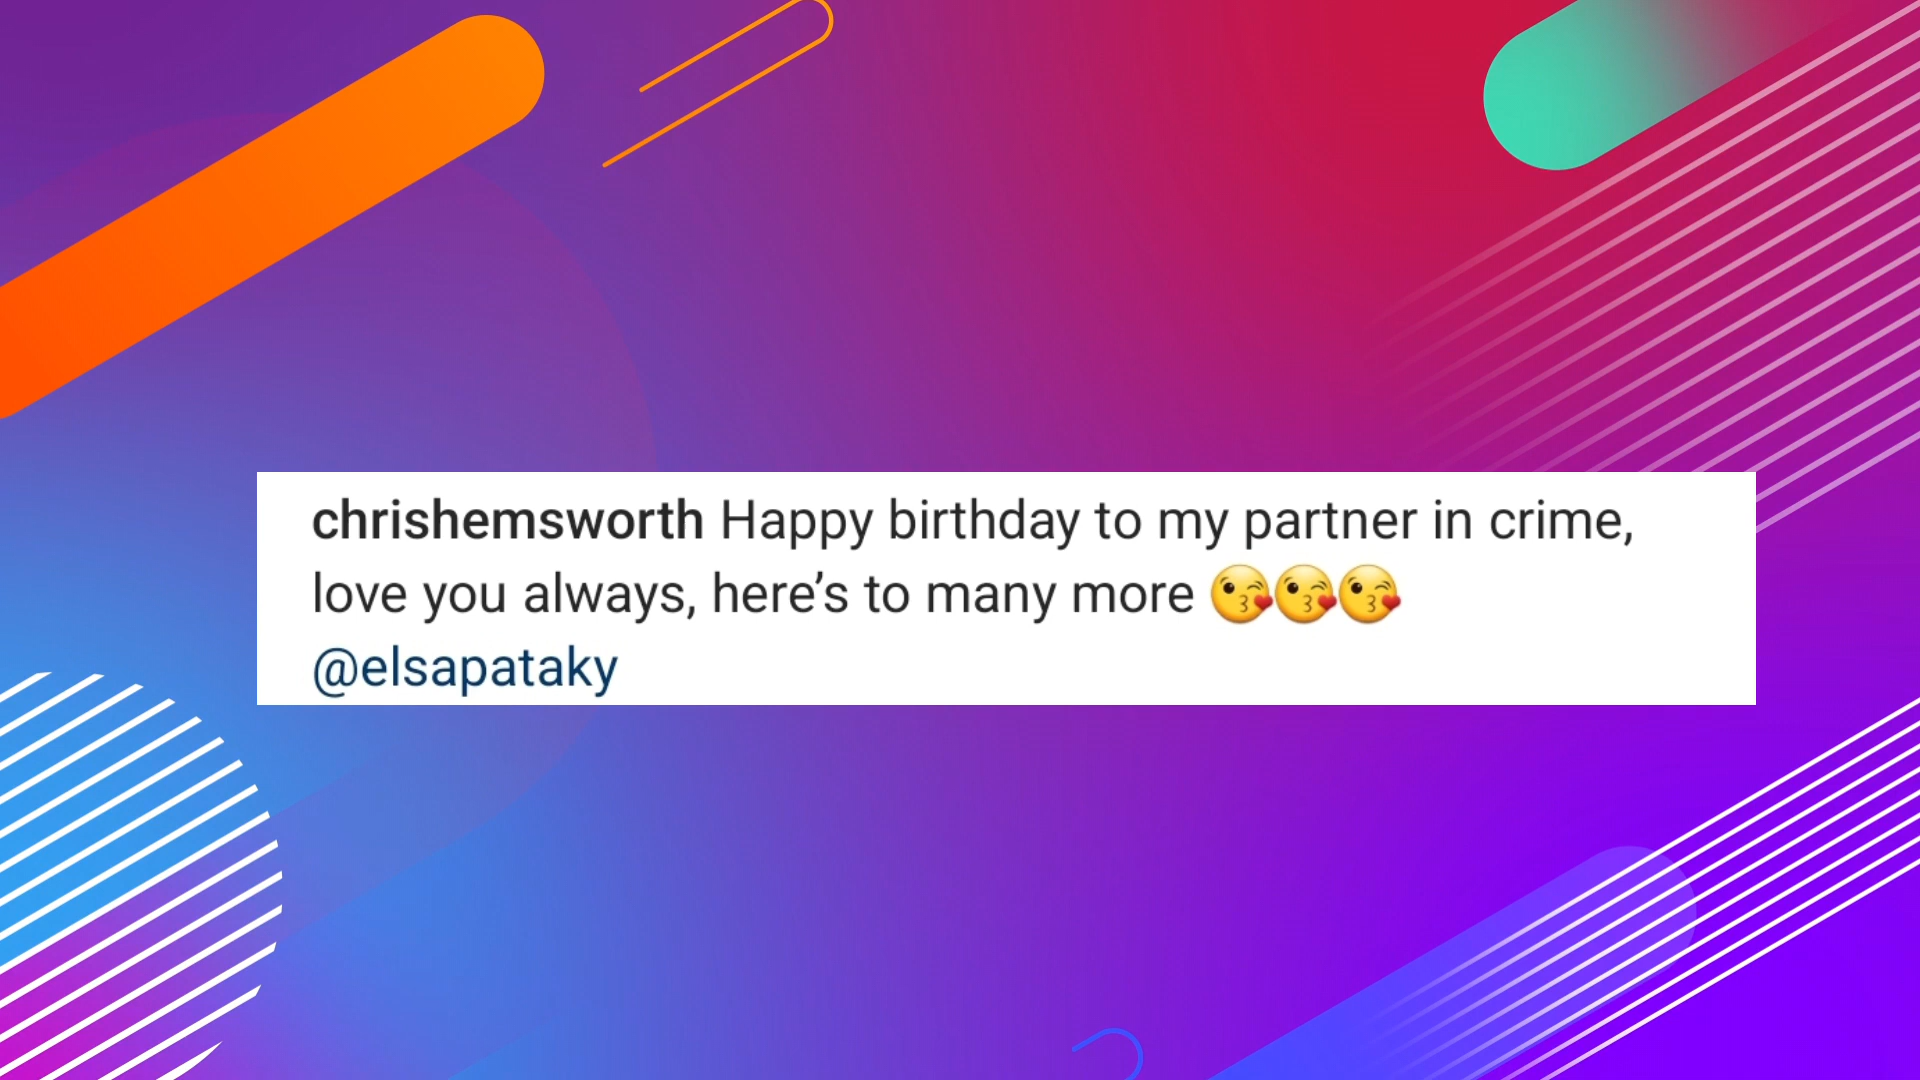 chrishemsworth Happy birthday to my partner in crime,
love you always, here’s to many more 😘😘😘
@elsapataky